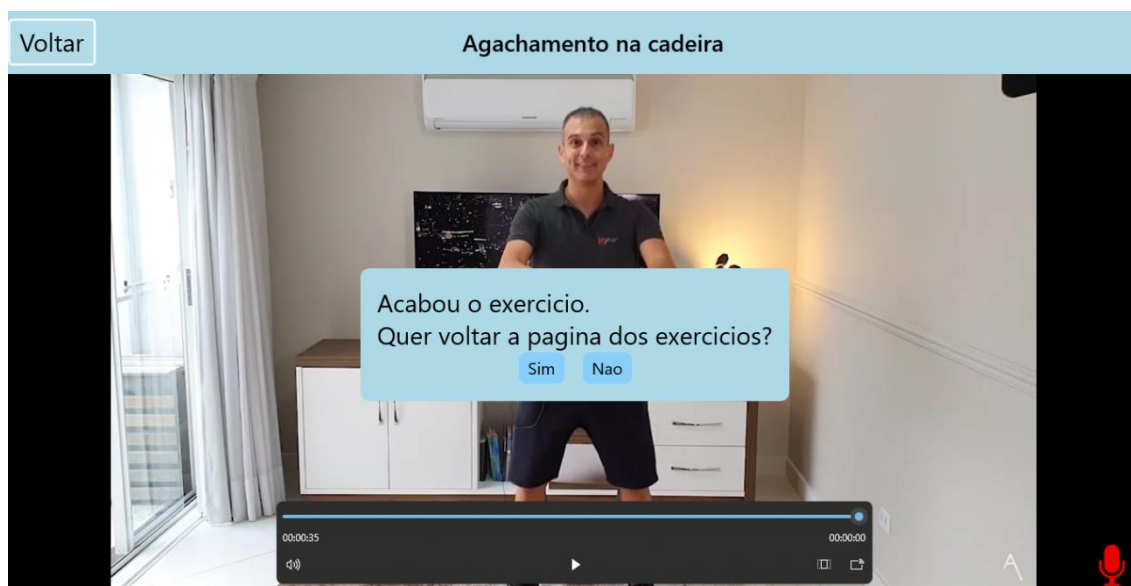 Voltar
Agachamento na cadeira
Acabou o exercicio.
Quer voltar a pagina dos exercicios?
Sim Nao
00:00:35 00:00:00